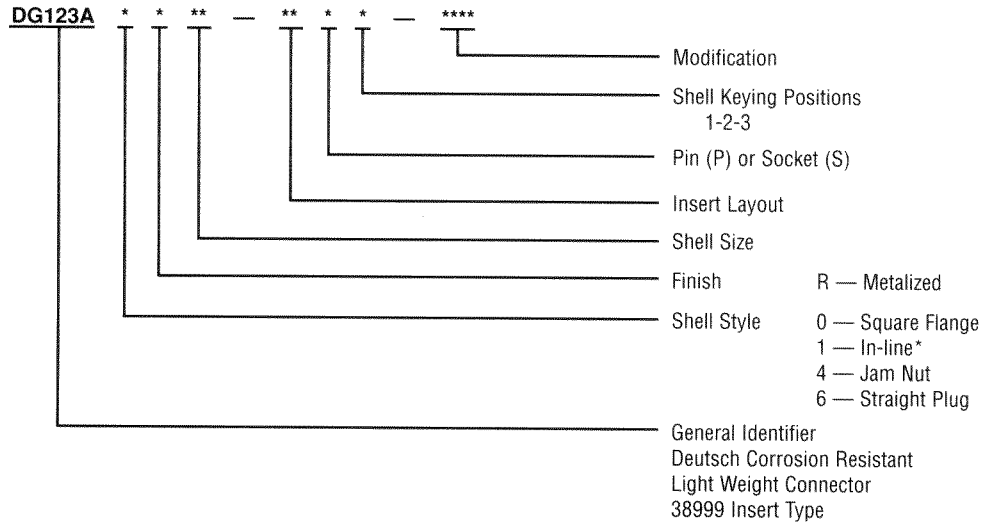 DG123A * * ** — ** * * — ****
Modification
Shell Keying Positions
1-2-3
Pin (P) or Socket (S)
Insert Layout
Shell Size
Finish R — Metalized
Shell Style 0 — Square Flange
1 — In-line*
4 — Jam Nut
6 — Straight Plug
General Identifier
Deutsch Corrosion Resistant
Light Weight Connector
38999 Insert Type